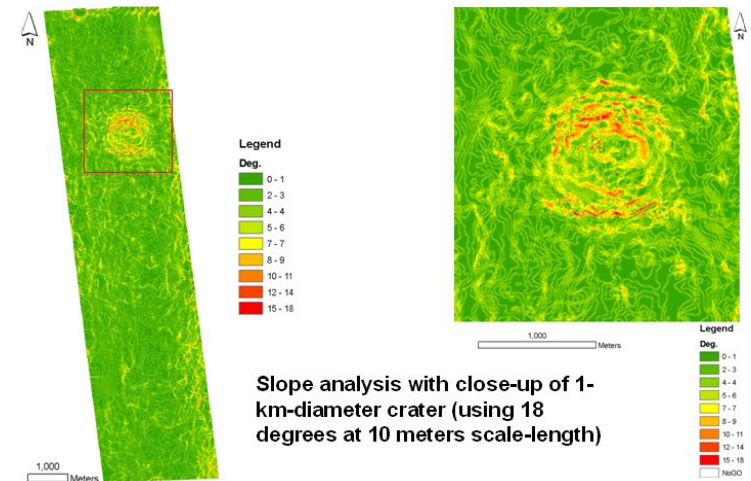 N
Legend
Deg.
0 - 1
2 - 3
4 - 4
5 - 6
7 - 7
8 - 9
10 - 11
12 - 14
15 - 18
1,000
Meters
N
1,000
Meters
Legend
Deg.
0 - 1
2 - 3
4 - 4
5 - 6
7 - 7
8 - 9
10 - 11
12 - 14
15 - 18
NoGO
Slope analysis with close-up of 1-
km-diameter crater (using 18
degrees at 10 meters scale-length)